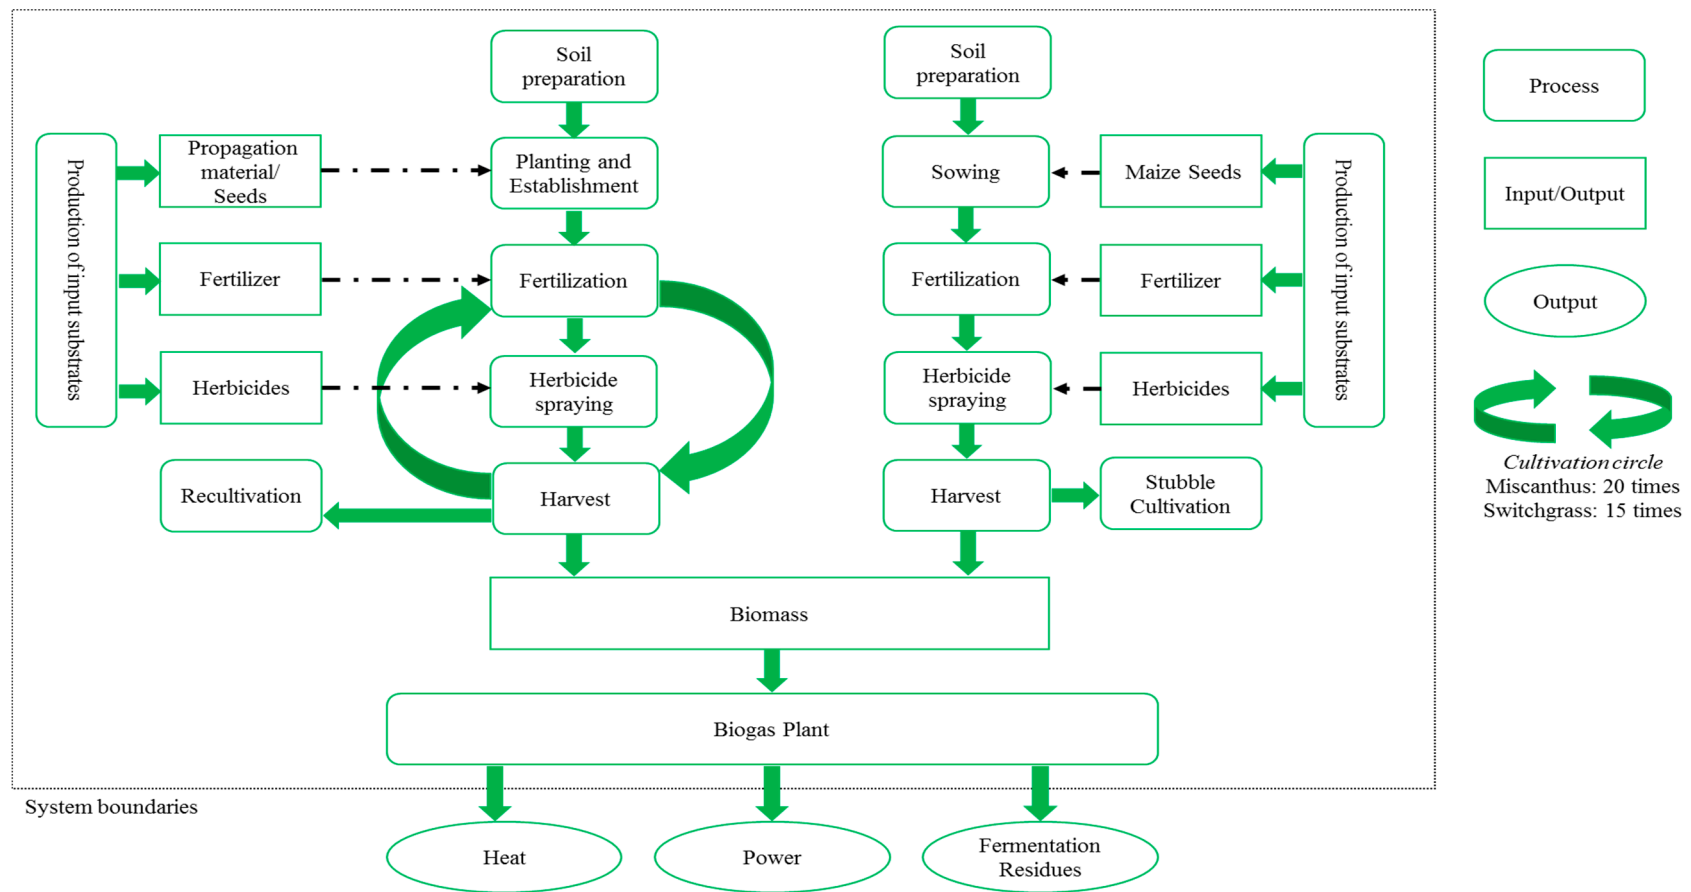 Soil
preparation
Soil
preparation
Process
Production of input substrates
Propagation
material/
Seeds
Planting and
Establishment
Sowing
Maize Seeds
Production of input substrates
Input/Output
Fertilizer
Fertilization
Fertilization
Fertilizer
Output
Herbicides
Herbicide
spraying
Herbicide
spraying
Herbicides
Cultivation circle
Miscanthus: 20 times
Switchgrass: 15 times
Recultivation
Harvest
Harvest
Stubble
Cultivation
Biomass
Biogas Plant
System boundaries
Heat
Power
Fermentation
Residues